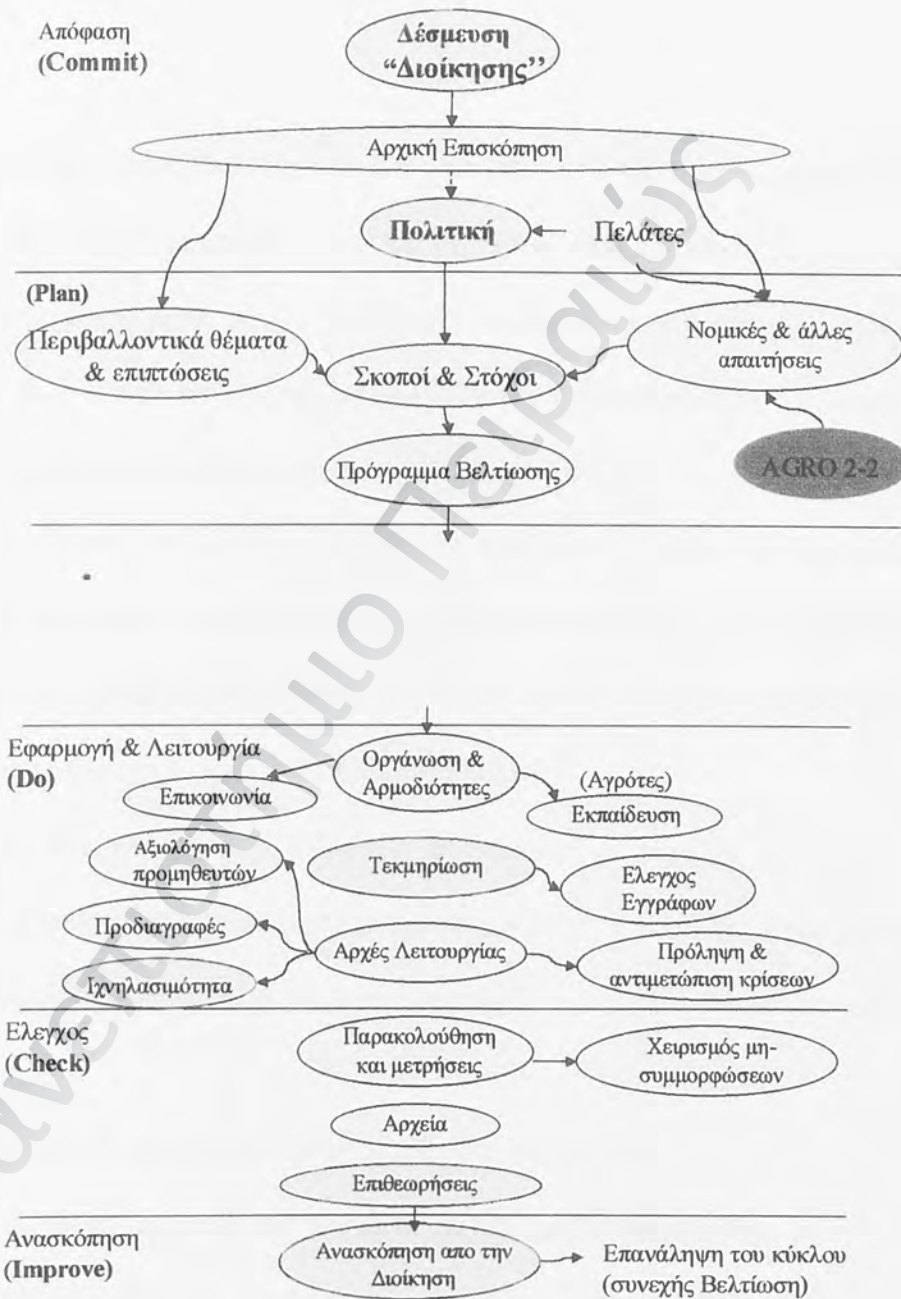 Απόφαση
(Commit)
Δέσμευση
“Διοίκησης’’
Αρχική Επισκόπηση
Πολιτική
Πελάτες
(Plan)
Περιβαλλοντικά θέματα
& επιπτώσεις
Σκοποί & Στόχοι
Νομικές & άλλες
απαιτήσεις
Πρόγραμμα Βελτίωσης
AGRO 2-2
Εφαρμογή & Λειτουργία
(Do)
Οργάνωση &
Αρμοδιότητες
Επικοινωνία
(Αγρότες)
Εκπαίδευση
Αξιολόγηση
προμηθευτών
Τεκμηρίωση
Ελεγχος
Εγγράφων
Προδιαγραφές
Αρχές Λειτουργίας
Πρόληψη &
αντιμετώπιση κρίσεων
Ιχνηλασιμότητα
Ελεγχος
(Check)
Παρακολούθηση
και μετρήσεις
Χειρισμός μη-
συμμορφώσεων
Αρχεία
Επιθεωρήσεις
Ανασκόπηση
(Improve)
Ανασκόπηση απο την
Διοίκηση
Επανάληψη του κύκλου
(συνεχής Βελτίωση)
Πανεπιστήμιο Πειραιώς